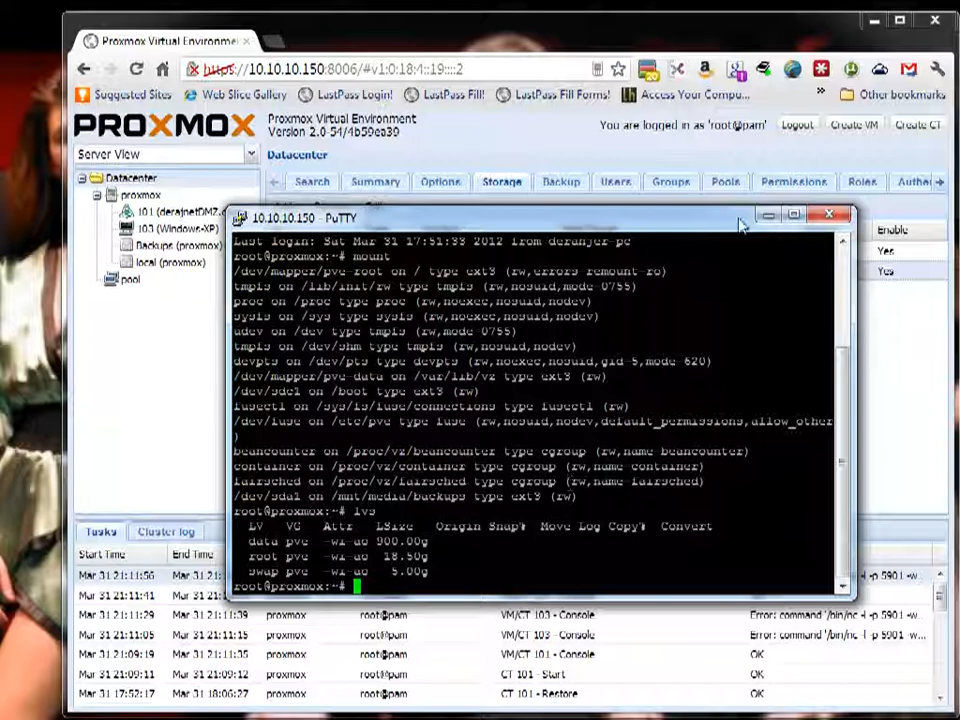 Proxmox Virtual Environme
https://10.10.10.150:8006/#v1:0:18:4::19::::2
Suggested Sites
Web Slice Gallery
LastPass Login!
LastPass Fill!
LastPass Fill Forms!
Access Your Compu...
Other bookmarks
PROXMOX
Proxmox Virtual Environment
Version 2.0-54/4b59ea39
You are logged in as 'root@pam'
Logout
Create VM
Create CT
Server View
Datacenter
Search
Summary
Options
Storage
Backup
Users
Groups
Pools
Permissions
Roles
Authe
Datacenter
proxmox
101 (derajnetDMZ.c
103 (Windows-XP)
Backups (proxmox)
local (proxmox)
pool
Enable
Yes
Yes
10.10.10.150 - PuTTY
Last login: Sat Mar 31 17:51:33 2012 from deranjer-pc
root@proxmox:~# mount
/dev/mapper/pve-root on / type ext3 (rw,errors=remount-ro)
tmpfs on /lib/init/rw type tmpfs (rw,nosuid,mode=0755)
proc on /proc type proc (rw,noexec,nosuid,nodev)
sysfs on /sys type sysfs (rw,noexec,nosuid,nodev)
udev on /dev type tmpfs (rw,mode=0755)
tmpfs on /dev/shm type tmpfs (rw,nosuid,nodev)
devpts on /dev/pts type devpts (rw,noexec,nosuid,gid=5,mode=620)
/dev/mapper/pve-data on /var/lib/vz type ext3 (rw)
/dev/sdc1 on /boot type ext3 (rw)
fusectl on /sys/fs/fuse/connections type fusectl (rw)
/dev/fuse on /etc/pve type fuse (rw,nosuid,nodev,default_permissions,allow_other
)
beancounter on /proc/vz/beancounter type cgroup (rw,name=beancounter)
container on /proc/vz/container type cgroup (rw,name=container)
fairsched on /proc/vz/fairsched type cgroup (rw,name=fairsched)
/dev/sda1 on /mnt/media/backups type ext3 (rw)
root@proxmox:~# lvs
LV VG Attr LSize Origin Snap% Move Log Copy% Convert
data pve -wi-ao 900.00g
root pve -wi-ao 18.50g
swap pve -wi-ao 5.00g
root@proxmox:~#
Tasks
Cluster log
Start Time
End Time
Mar 31 21:11:56
Mar 31
-l -p 5901 -w...
Mar 31 21:11:41
Mar 31
Mar 31 21:11:29
Mar 31 21:11:39
proxmox
root@pam
VM/CT 103 - Console
Error: command '/bin/nc -l -p 5901 -w...
Mar 31 21:11:05
Mar 31 21:11:15
proxmox
root@pam
VM/CT 103 - Console
Error: command '/bin/nc -l -p 5901 -w...
Mar 31 21:09:19
Mar 31 21:11:35
proxmox
root@pam
VM/CT 101 - Console
OK
Mar 31 21:09:11
Mar 31 21:09:12
proxmox
root@pam
CT 101 - Start
OK
Mar 31 17:52:17
Mar 31 18:06:27
proxmox
root@pam
CT 101 - Restore
OK